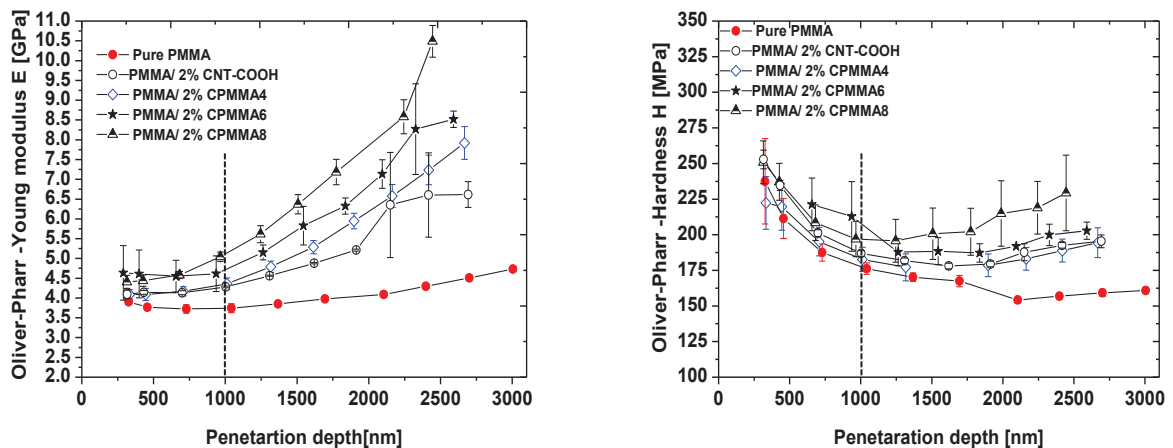 Oliver-Pharr -Young modulus E [GPa]
11.0
10.5
10.0
9.5
9.0
8.5
8.0
7.5
7.0
6.5
6.0
5.5
5.0
4.5
4.0
3.5
3.0
2.5
2.0
Pure PMMA
PMMA/ 2% CNT-COOH
PMMA/ 2% CPMMA4
PMMA/ 2% CPMMA6
PMMA/ 2% CPMMA8
0 500 1000 1500 2000 2500 3000
Penetartion depth[nm]
Oliver-Pharr -Hardness H [MPa]
350
325
300
275
250
225
200
175
150
125
100
Pure PMMA
PMMA/ 2% CNT-COOH
PMMA/ 2% CPMMA4
PMMA/ 2% CPMMA6
PMMA/ 2% CPMMA8
0 500 1000 1500 2000 2500 3000
Penetaration depth[nm]